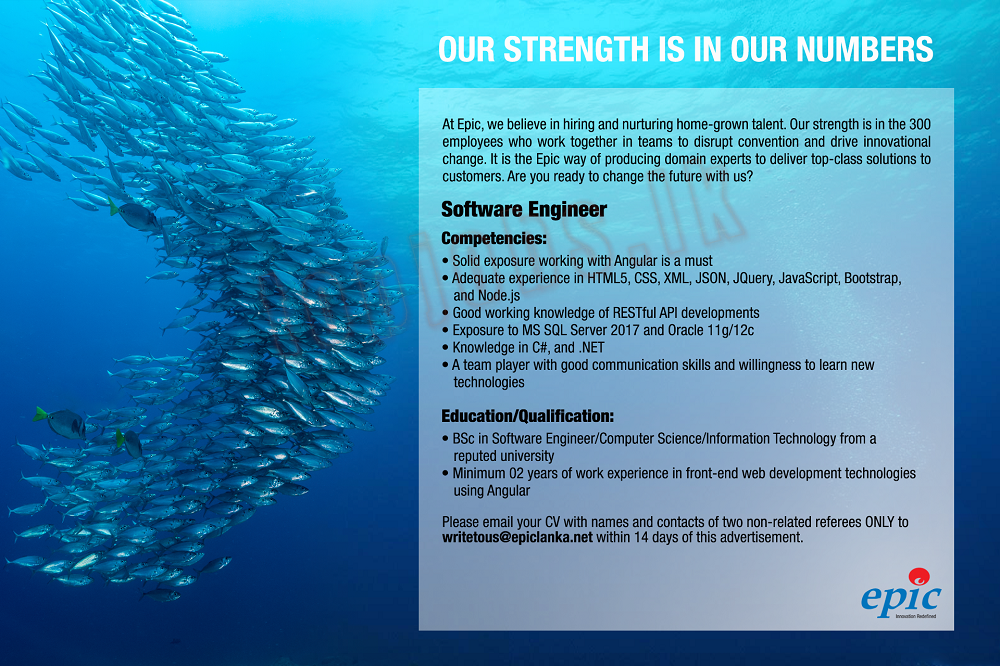 OUR STRENGTH IS IN OUR NUMBERS
At Epic, we believe in hiring and nurturing home-grown talent. Our strength is in the 300
employees who work together in teams to disrupt convention and drive innovational
change. It is the Epic way of producing domain experts to deliver top-class solutions to
customers. Are you ready to change the future with us?
Software Engineer
Competencies:
• Solid exposure working with Angular is a must
• Adequate experience in HTML5, CSS, XML, JSON, JQuery, JavaScript, Bootstrap,
and Node.js
• Good working knowledge of RESTful API developments
• Exposure to MS SQL Server 2017 and Oracle 11g/12c
• Knowledge in C#, and .NET
• A team player with good communication skills and willingness to learn new
technologies
Education/Qualification:
• BSc in Software Engineer/Computer Science/Information Technology from a
reputed university
• Minimum 02 years of work experience in front-end web development technologies
using Angular
Please email your CV with names and contacts of two non-related referees ONLY to
writetous@epiclanka.net within 14 days of this advertisement.
epic
Innovation Redefined